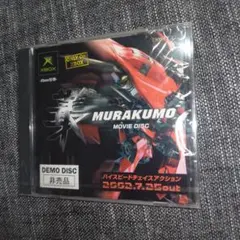 XBOX
MURAKUMO
MOVIE DISC
DEMO DISC
非売品
ハイスピードチェイスアクション
2002.7.25out